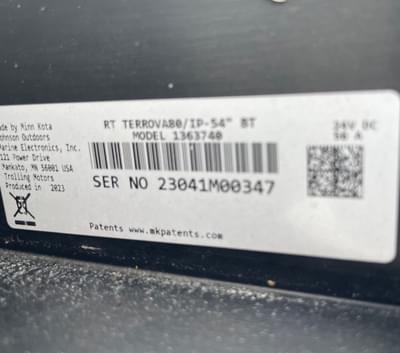 RT TERROVA80/IP-54" BT
MODEL 1363740
SER NO 23041M00347
ade by Minn Kota
ohnson Outdoors
arine Electronics, Inc.
121 Power Drive
Mankato, MN 56001 USA
Trolling Motors
Produced in 2023
24V DC
56 A
Patents www.mkpatents.com